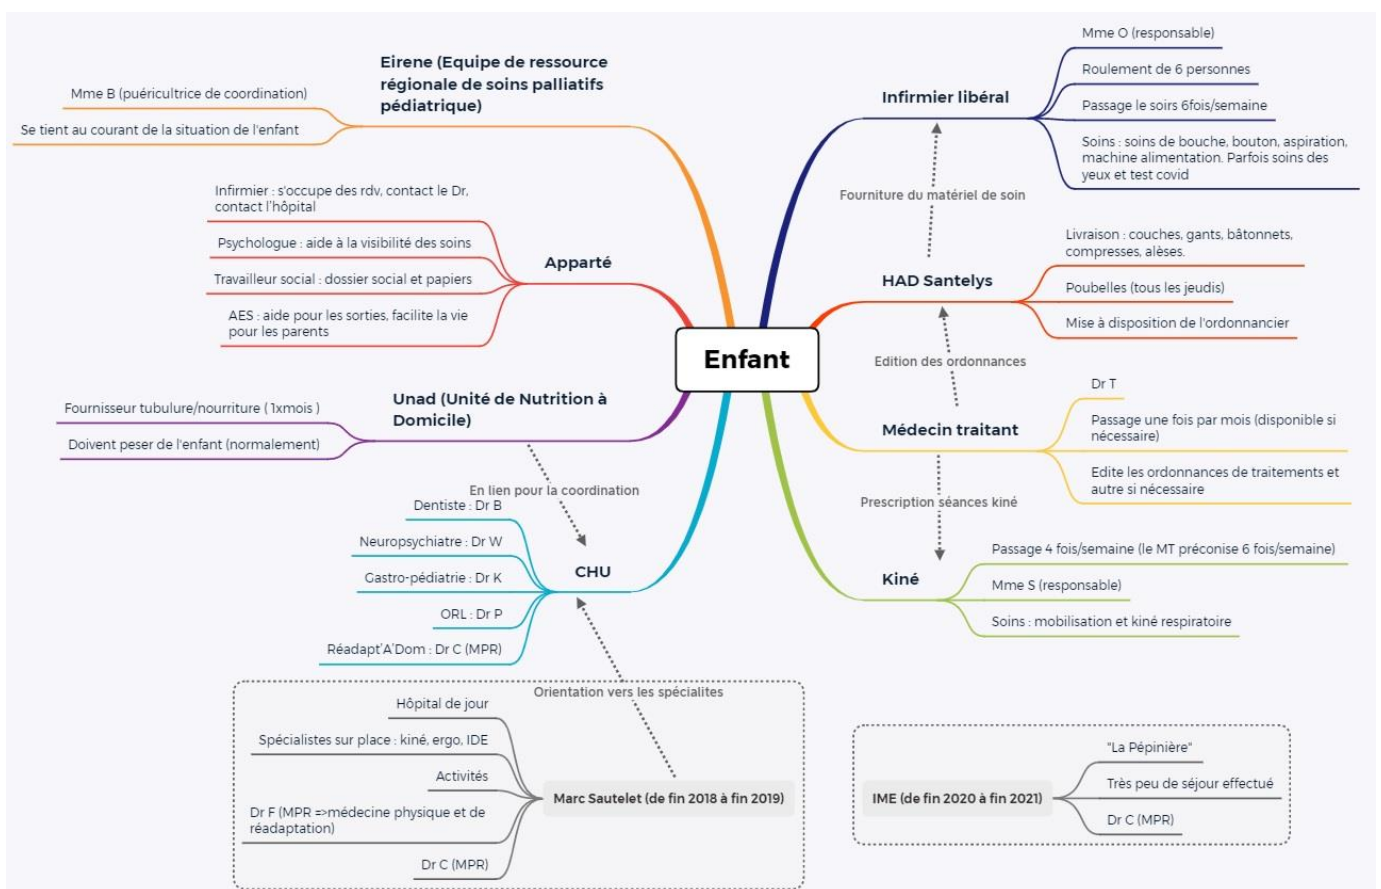 Eirene (Equipe de ressource
régionale de soins palliatifs
pédiatrique)
Mme B (puéricultrice de coordination)
Se tient au courant de la situation de l'enfant
Infirmier : s'occupe des rdv, contact le Dr,
contact l'hôpital
Psychologue : aide à la visibilité des soins
Travailleur social : dossier social et papiers
AES : aide pour les sorties, facilite la vie
pour les parents
Apparté
Unad (Unité de Nutrition à
Domicile)
Fournisseur tubulure/nourriture ( 1xmois )
Doivent peser de l'enfant (normalement)
En lien pour la coordination
Dentiste : Dr B
Neuropsychiatre : Dr W
Gastro-pédiatrie : Dr K
ORL : Dr P
Réadapt'A'Dom : Dr C (MPR)
CHU
Orientation vers les spécialites
Hôpital de jour
Spécialistes sur place : kiné, ergo, IDE
Activités
Dr F (MPR =>médecine physique et de
réadaptation)
Dr C (MPR)
Marc Sautelet (de fin 2018 à fin 2019)
Enfant
Infirmier libéral
Mme O (responsable)
Roulement de 6 personnes
Passage le soirs 6fois/semaine
Soins : soins de bouche, bouton, aspiration,
machine alimentation. Parfois soins des
yeux et test covid
Fourniture du matériel de soin
HAD Santelys
Livraison : couches, gants, bâtonnets,
compresses, alèses.
Poubelles (tous les jeudis)
Mise à disposition de l'ordonnancier
Edition des ordonnances
Médecin traitant
Dr T
Passage une fois par mois (disponible si
nécessaire)
Edite les ordonnances de traitements et
autre si nécessaire
Prescription séances kiné
Kiné
Passage 4 fois/semaine (le MT préconise 6 fois/semaine)
Mme S (responsable)
Soins : mobilisation et kiné respiratoire
IME (de fin 2020 à fin 2021)
"La Pépinière"
Très peu de séjour effectué
Dr C (MPR)